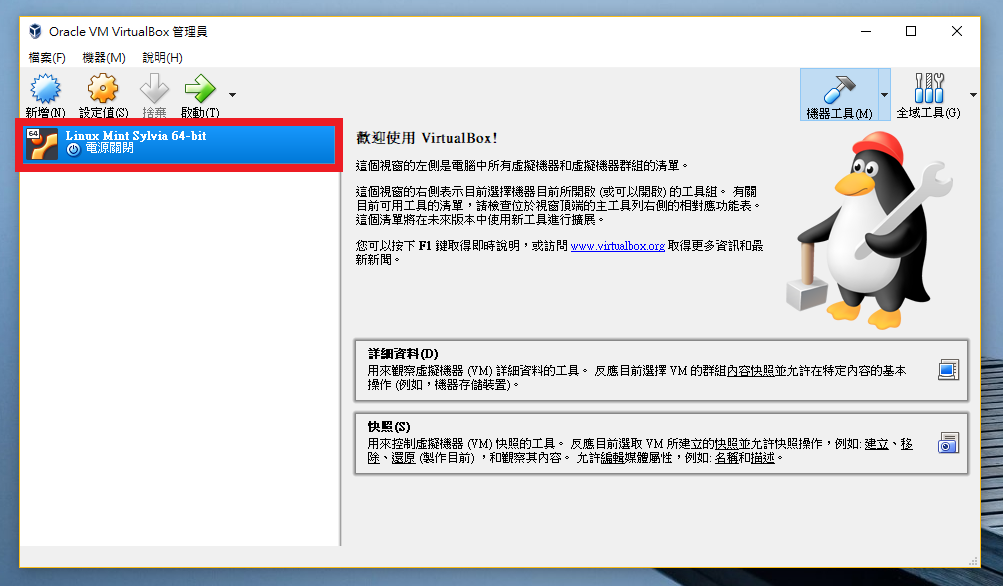 Oracle VM VirtualBox 管理員
檔案(F) 機器(M) 說明(H)
新增(N) 設定值(S) 捨棄 啟動(T) 機器工具(M) 全域工具(G)
64 Linux Mint Sylvia 64-bit
電源關閉
歡迎使用 VirtualBox!
這個視窗的左側是電腦中所有虛擬機器和虛擬機器群組的清單。
這個視窗的右側表示目前選擇機器目前所開啟 (或可以開啟) 的工具組。 有關
目前可用工具的清單，請檢查位於視窗頂端的主工具列右側的相對應功能表。
這個清單將在未來版本中使用新工具進行擴展。
您可以按下 F1 鍵取得即時說明，或訪問 www.virtualbox.org 取得更多資訊和最
新新聞。
詳細資料(D)
用來觀察虛擬機器 (VM) 詳細資料的工具。 反應目前選擇 VM 的群組內容快照並允許在特定內容的基本
操作 (例如，機器存儲裝置)。
快照(S)
用來控制虛擬機器 (VM) 快照的工具。 反應目前選取 VM 所建立的快照並允許快照操作，例如: 建立、移
除、還原 (製作目前) ，和觀察其內容。 允許編輯媒體屬性，例如: 名稱和描述。